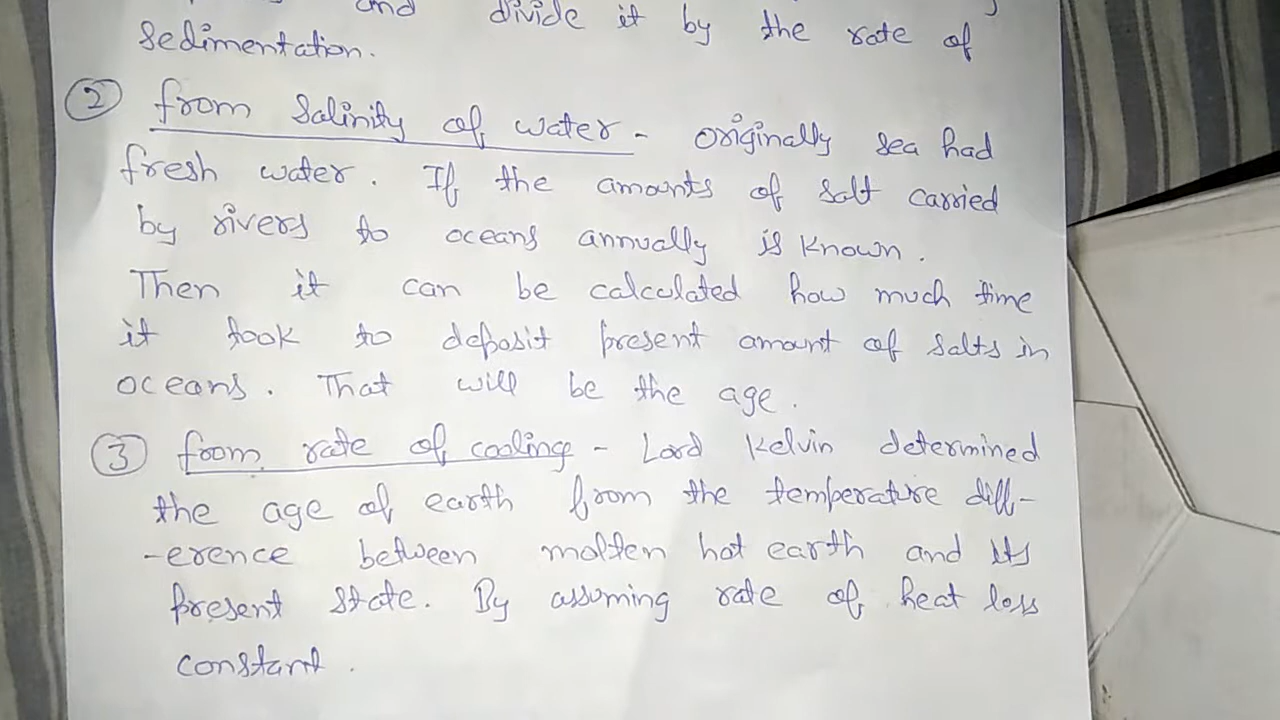 and divide it by the rate of
sedimentation.
② from salinity of water - originally sea had
fresh water. If the amounts of salt carried
by rivers to oceans annually is known.
Then it can be calculated how much time
it took to deposit present amount of salts in
oceans. That will be the age.
③ from rate of cooling - Lord Kelvin determined
the age of earth from the temperature diff-
-erence between molten hot earth and its
present state. By assuming rate of heat loss
constant.